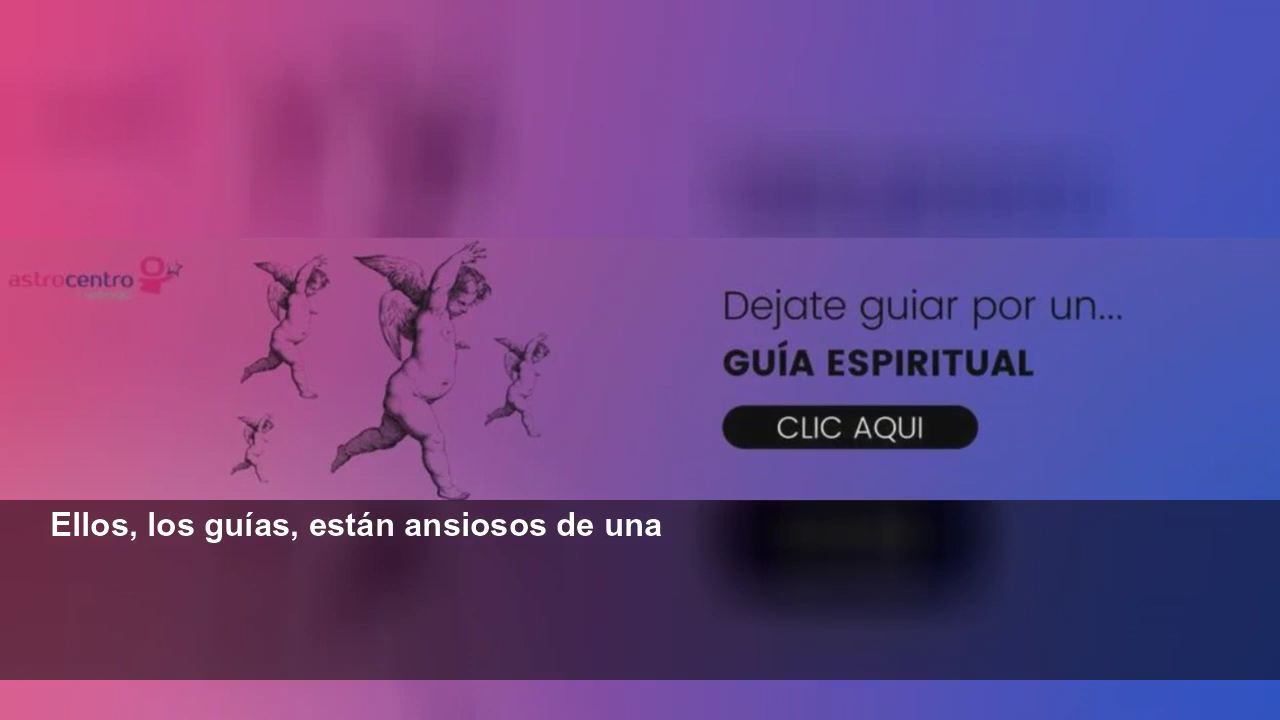 astrocentro
Dejate guiar por un...
GUÍA ESPIRITUAL
CLIC AQUI
Ellos, los guías, están ansiosos de una